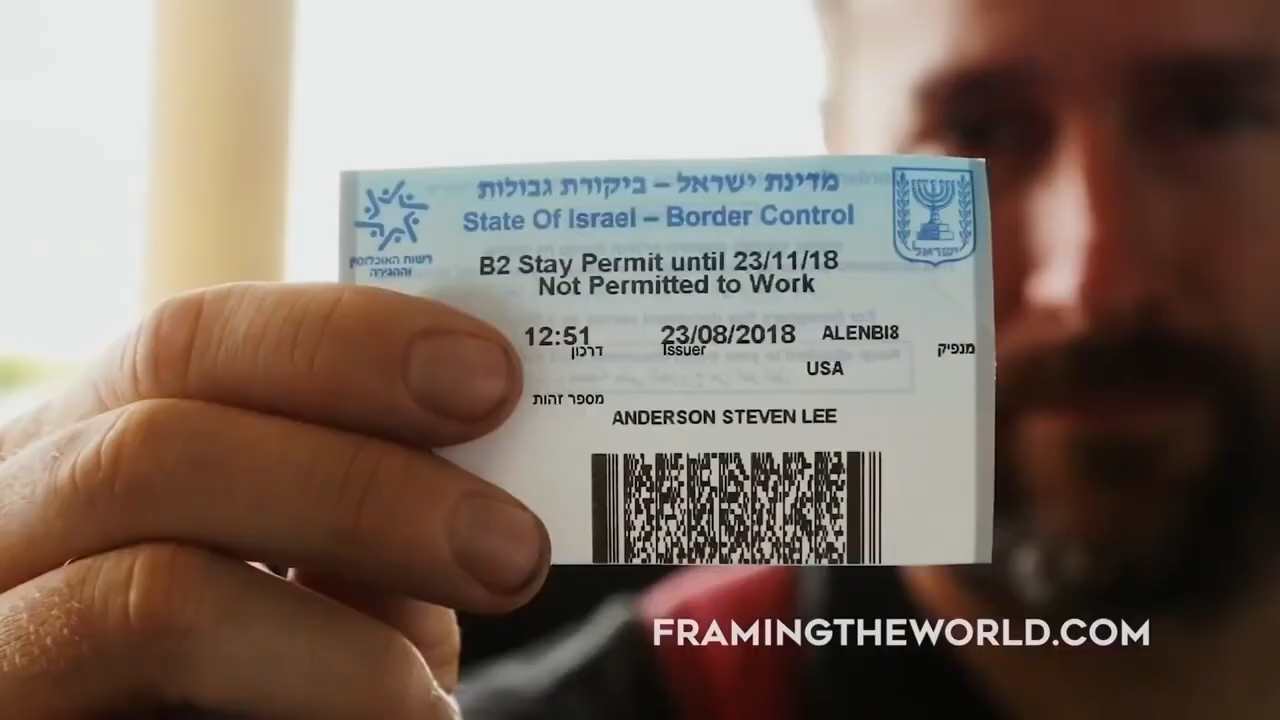 מדינת ישראל – ביקורת גבולות
State Of Israel – Border Control
רשות האוכלוסין
וההגירה
ישראל
B2 Stay Permit until 23/11/18
Not Permitted to Work
12:51 23/08/2018 ALENBI8
דרכון Issuer מנפיק
USA
מספר זהות
ANDERSON STEVEN LEE
FRAMINGTHEWORLD.COM